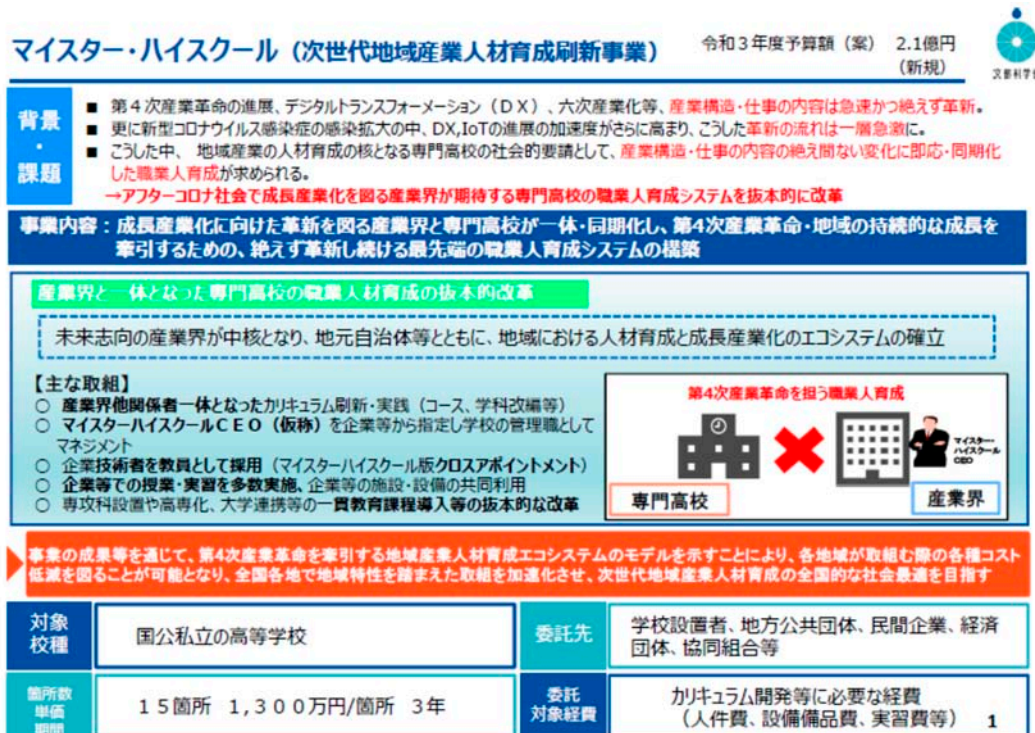 マイスター・ハイスクール（次世代地域産業人材育成刷新事業）
令和３年度予算額（案） 2.1億円
（新規）
文部科学省
背景
・
課題
■ 第４次産業革命の進展、デジタルトランスフォーメーション（ＤＸ）、六次産業化等、産業構造・仕事の内容は急速かつ絶えず革新。
■ 更に新型コロナウイルス感染症の感染拡大の中、DX,IoTの進展の加速度がさらに高まり、こうした革新の流れは一層急激に。
■ こうした中、 地域産業の人材育成の核となる専門高校の社会的要請として、産業構造・仕事の内容の絶え間ない変化に即応・同期化
した職業人育成が求められる。
→アフターコロナ社会で成長産業化を図る産業界が期待する専門高校の職業人育成システムを抜本的に改革
事業内容：成長産業化に向けた革新を図る産業界と専門高校が一体・同期化し、第4次産業革命・地域の持続的な成長を
牽引するための、絶えず革新し続ける最先端の職業人育成システムの構築
産業界と一体となった専門高校の職業人材育成の抜本的改革
未来志向の産業界が中核となり、地元自治体等とともに、地域における人材育成と成長産業化のエコシステムの確立
【主な取組】
○ 産業界他関係者一体となったカリキュラム刷新・実践（コース、学科改編等）
○ マイスターハイスクールＣＥＯ（仮称）を企業等から指定し学校の管理職として
マネジメント
○ 企業技術者を教員として採用（マイスターハイスクール版クロスアポイントメント）
○ 企業等での授業・実習を多数実施、企業等の施設・設備の共同利用
○ 専攻科設置や高専化、大学連携等の一貫教育課程導入等の抜本的な改革
第4次産業革命を担う職業人育成
マイスター・
ハイスクール
CEO
専門高校
産業界
事業の成果等を通じて、第4次産業革命を牽引する地域産業人材育成エコシステムのモデルを示すことにより、各地域が取組む際の各種コスト
低減を図ることが可能となり、全国各地で地域特性を踏まえた取組を加速化させ、次世代地域産業人材育成の全国的な社会最適を目指す
対象
校種
国公私立の高等学校
委託先
学校設置者、地方公共団体、民間企業、経済
団体、協同組合等
箇所数
単価
期間
１５箇所 １,３００万円/箇所 ３年
委託
対象経費
カリキュラム開発等に必要な経費
（人件費、設備備品費、実習費等）
1